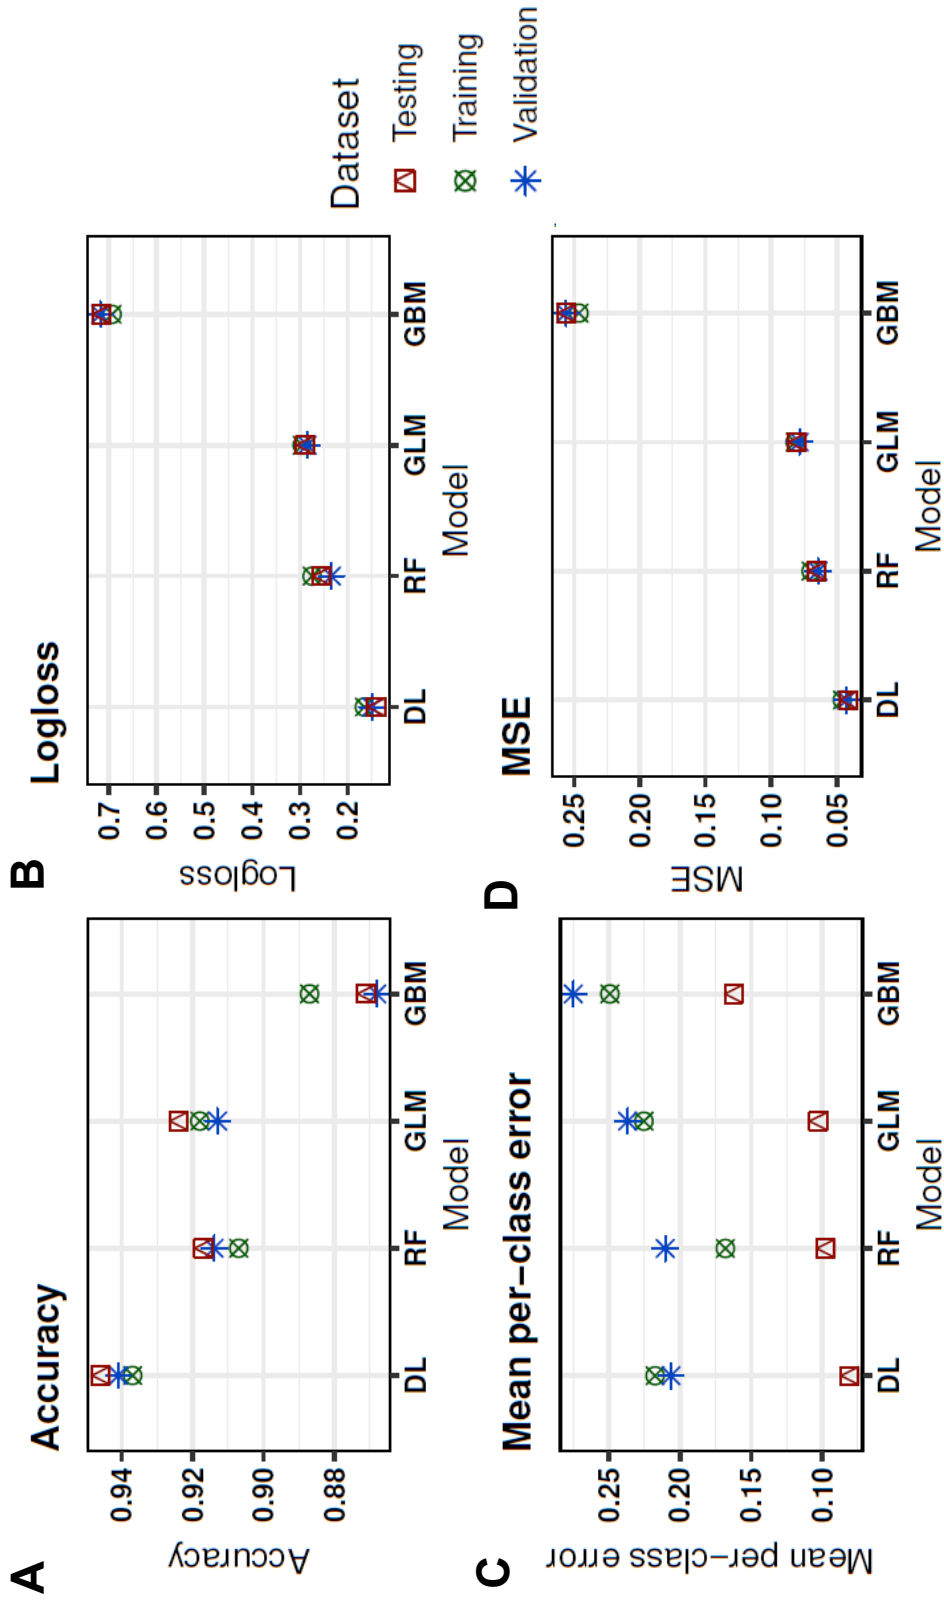 A
Accuracy
Accuracy
0.94
0.92
0.90
0.88
DL
RF
GLM
GBM
Model
B
Logloss
Logloss
0.7
0.6
0.5
0.4
0.3
0.2
DL
RF
GLM
GBM
Model
Dataset
Testing
Training
Validation
C
Mean per–class error
Mean per–class error
0.25
0.20
0.15
0.10
DL
RF
GLM
GBM
Model
D
MSE
MSE
0.25
0.20
0.15
0.10
0.05
DL
RF
GLM
GBM
Model